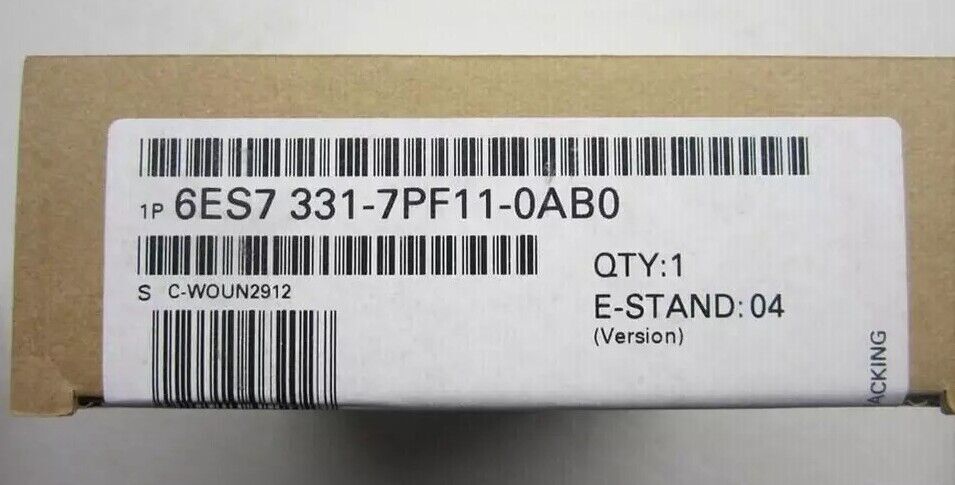 1P 6ES7 331-7PF11-0AB0
S C-WOUN2912
QTY:1
E-STAND: 04
(Version)
ACKING